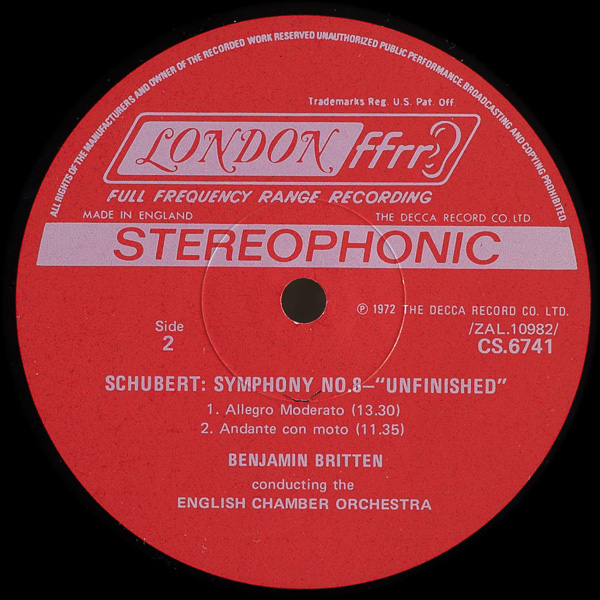 ALL RIGHTS OF THE MANUFACTURERS AND OWNER OF THE RECORDED WORK RESERVED UNAUTHORIZED PUBLIC PERFORMANCE BROADCASTING AND COPYING PROHIBITED
Trademarks Reg. U.S. Pat. Off
LONDON ffrr
FULL FREQUENCY RANGE RECORDING
MADE IN ENGLAND THE DECCA RECORD CO. LTD.
STEREOPHONIC
℗ 1972 THE DECCA RECORD CO. LTD.
Side /ZAL.10982/
2 CS.6741
SCHUBERT: SYMPHONY NO.8–“UNFINISHED”
1. Allegro Moderato (13.30)
2. Andante con moto (11.35)
BENJAMIN BRITTEN
conducting the
ENGLISH CHAMBER ORCHESTRA